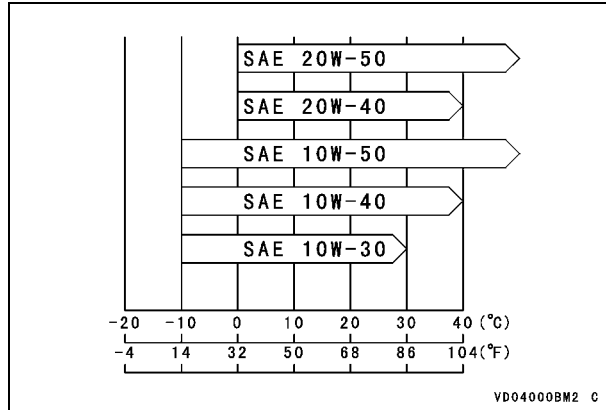 SAE 20W-50
SAE 20W-40
SAE 10W-50
SAE 10W-40
SAE 10W-30
-20 -10 0 10 20 30 40 (°C)
-4 14 32 50 68 86 104(°F)
VD04000BM2 C